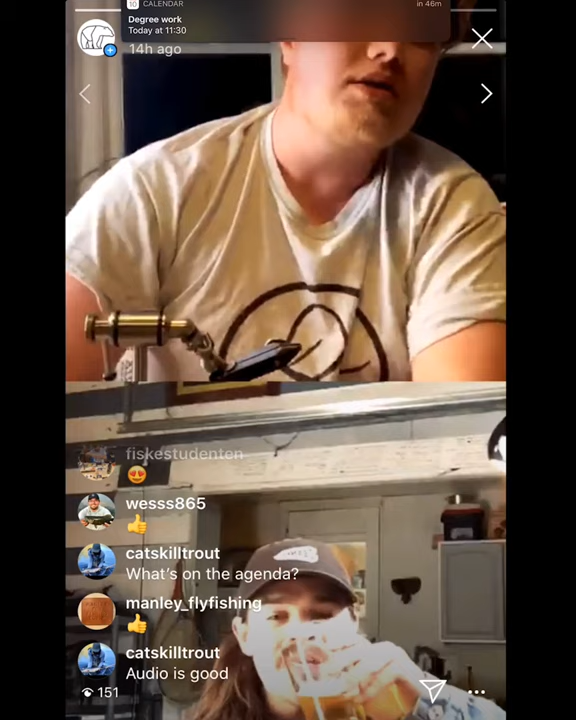 10 CALENDAR in 46m
Degree work
Today at 11:30
14h ago
fiskestudenten
😍
wesss865
👍
catskilltrout
What's on the agenda?
manley_flyfishing
👍
catskilltrout
Audio is good
151